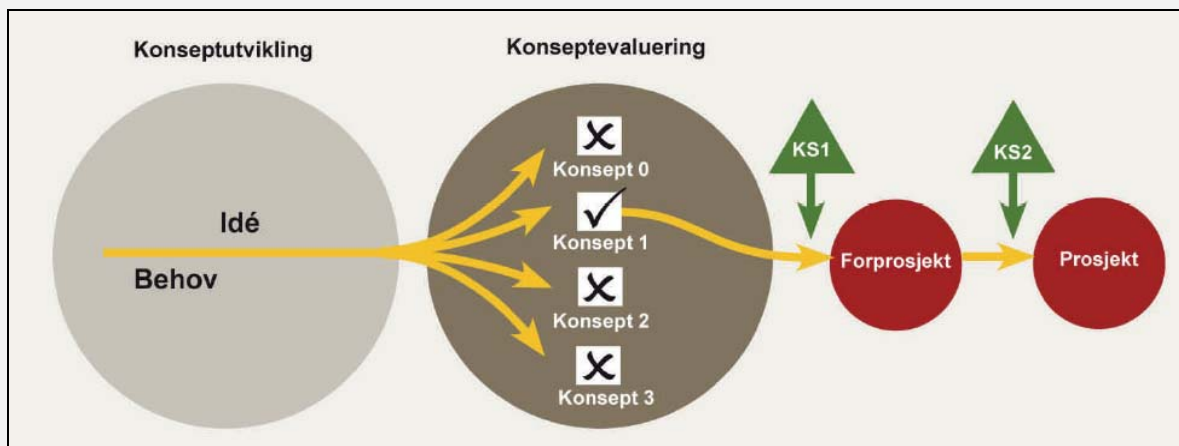 Konseptutvikling
Konseptevaluering
Idé
Behov
Konsept 0
Konsept 1
Konsept 2
Konsept 3
KS1
Forprosjekt
KS2
Prosjekt